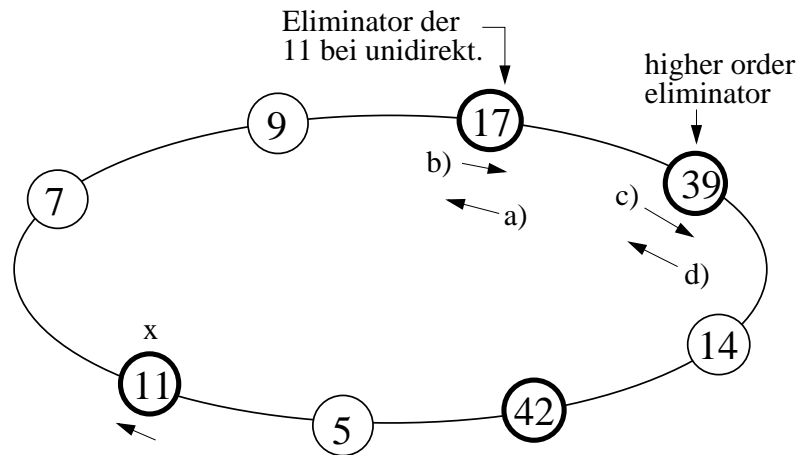 Eliminator der
11 bei unidirekt.
higher order
eliminator
9
17
b)
39
7
c)
a)
d)
x
14
11
42
5